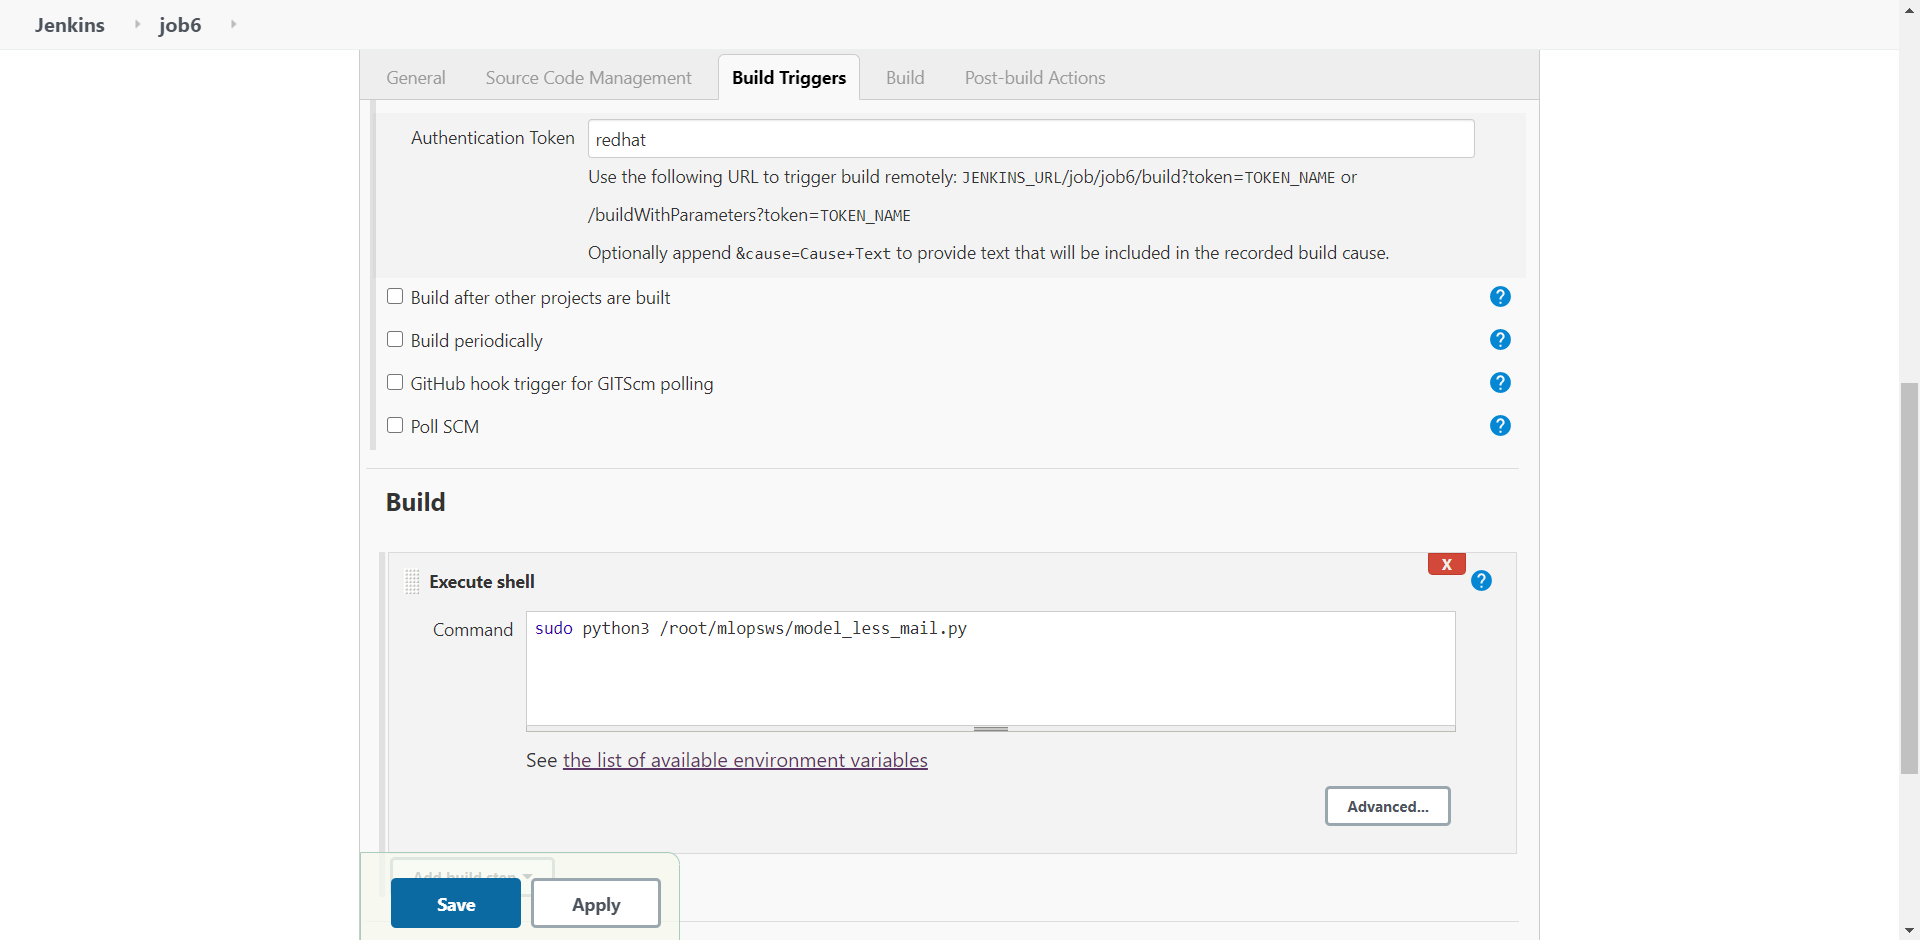 Jenkins job6
General Source Code Management Build Triggers Build Post-build Actions
Authentication Token redhat
Use the following URL to trigger build remotely: JENKINS_URL/job/job6/build?token=TOKEN_NAME or
/buildWithParameters?token=TOKEN_NAME
Optionally append &cause=Cause+Text to provide text that will be included in the recorded build cause.
Build after other projects are built ?
Build periodically ?
GitHub hook trigger for GITScm polling ?
Poll SCM ?
Build
X
Execute shell ?
Command sudo python3 /root/mlopsws/model_less_mail.py
See the list of available environment variables
Advanced...
Add build step
Save Apply